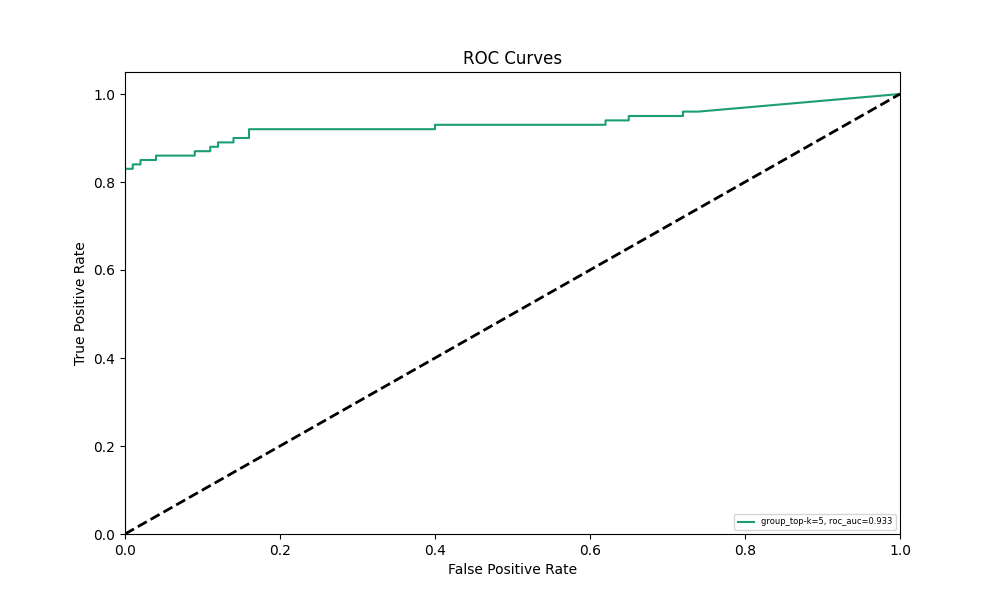 ROC Curves
1.0
0.8
0.6
0.4
0.2
0.0
True Positive Rate
group_top-k=5, roc_auc=0.933
0.0 0.2 0.4 0.6 0.8 1.0
False Positive Rate